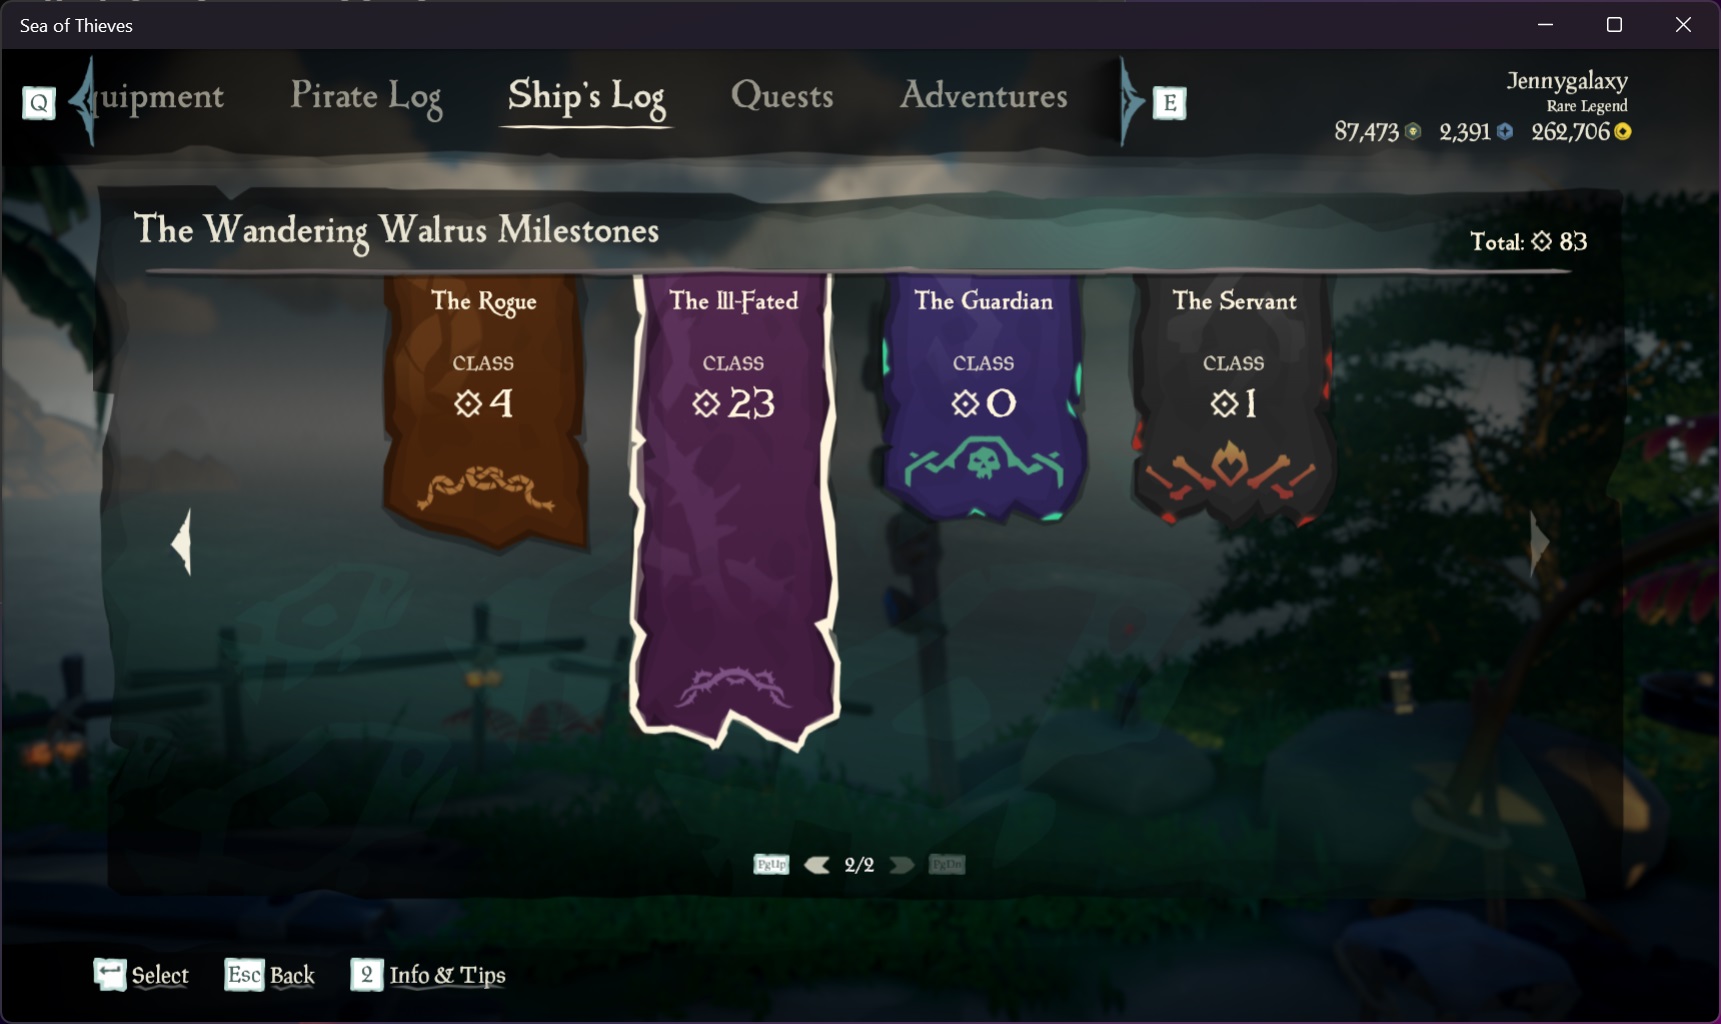 Sea of Thieves
Q
quipment
Pirate Log
Ship's Log
Quests
Adventures
E
Jennygalaxy
Rare Legend
87,473 2,391 262,706
The Wandering Walrus Milestones
Total: 83
The Rogue
CLASS
4
The Ill-Fated
CLASS
23
The Guardian
CLASS
0
The Servant
CLASS
1
PgUp 2/2 PgDn
Select
Esc Back
2 Info & Tips